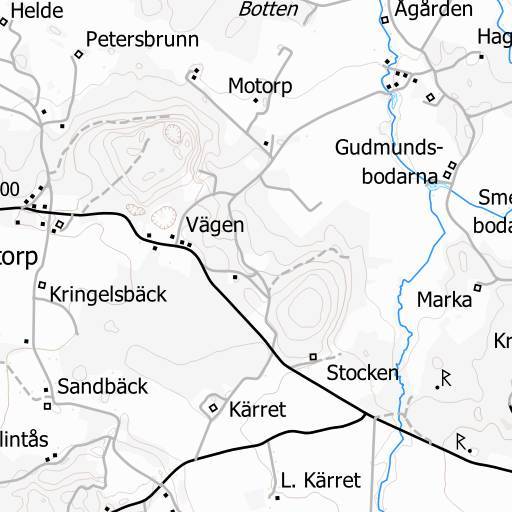 Helde
Botten
Ågården
Petersbrunn
Hag
Motorp
Gudmunds-
bodarna
00
Sme
boda
Vägen
torp
Kringelsbäck
Marka
Kr
Stocken
Sandbäck
Kärret
lintås
L. Kärret